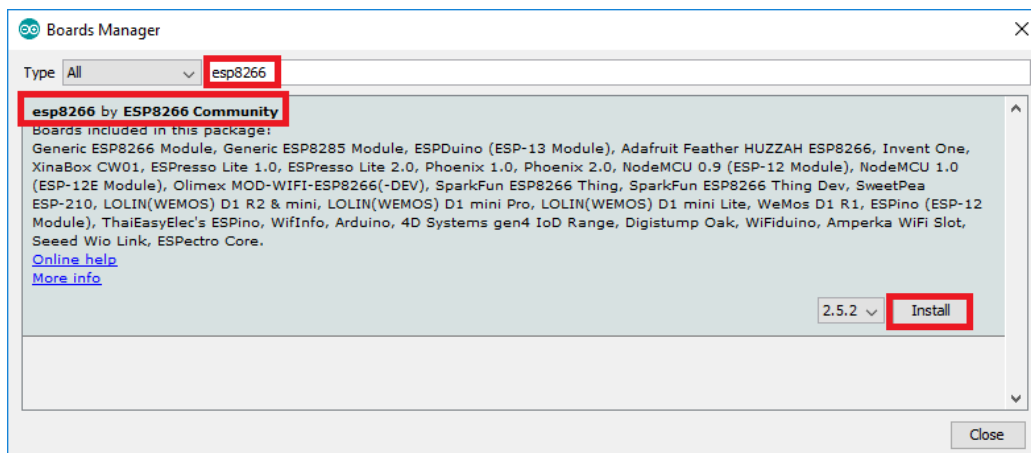 Boards Manager
Type All esp8266
esp8266 by ESP8266 Community
Boards included in this package:
Generic ESP8266 Module, Generic ESP8285 Module, ESPDuino (ESP-13 Module), Adafruit Feather HUZZAH ESP8266, Invent One,
XinaBox CW01, ESPresso Lite 1.0, ESPresso Lite 2.0, Phoenix 1.0, Phoenix 2.0, NodeMCU 0.9 (ESP-12 Module), NodeMCU 1.0
(ESP-12E Module), Olimex MOD-WIFI-ESP8266(-DEV), SparkFun ESP8266 Thing, SparkFun ESP8266 Thing Dev, SweetPea
ESP-210, LOLIN(WEMOS) D1 R2 & mini, LOLIN(WEMOS) D1 mini Pro, LOLIN(WEMOS) D1 mini Lite, WeMos D1 R1, ESPino (ESP-12
Module), ThaiEasyElec's ESPino, WifInfo, Arduino, 4D Systems gen4 IoD Range, Digistump Oak, WiFiduino, Amperka WiFi Slot,
Seeed Wio Link, ESPectro Core.
Online help
More info
2.5.2 Install
Close